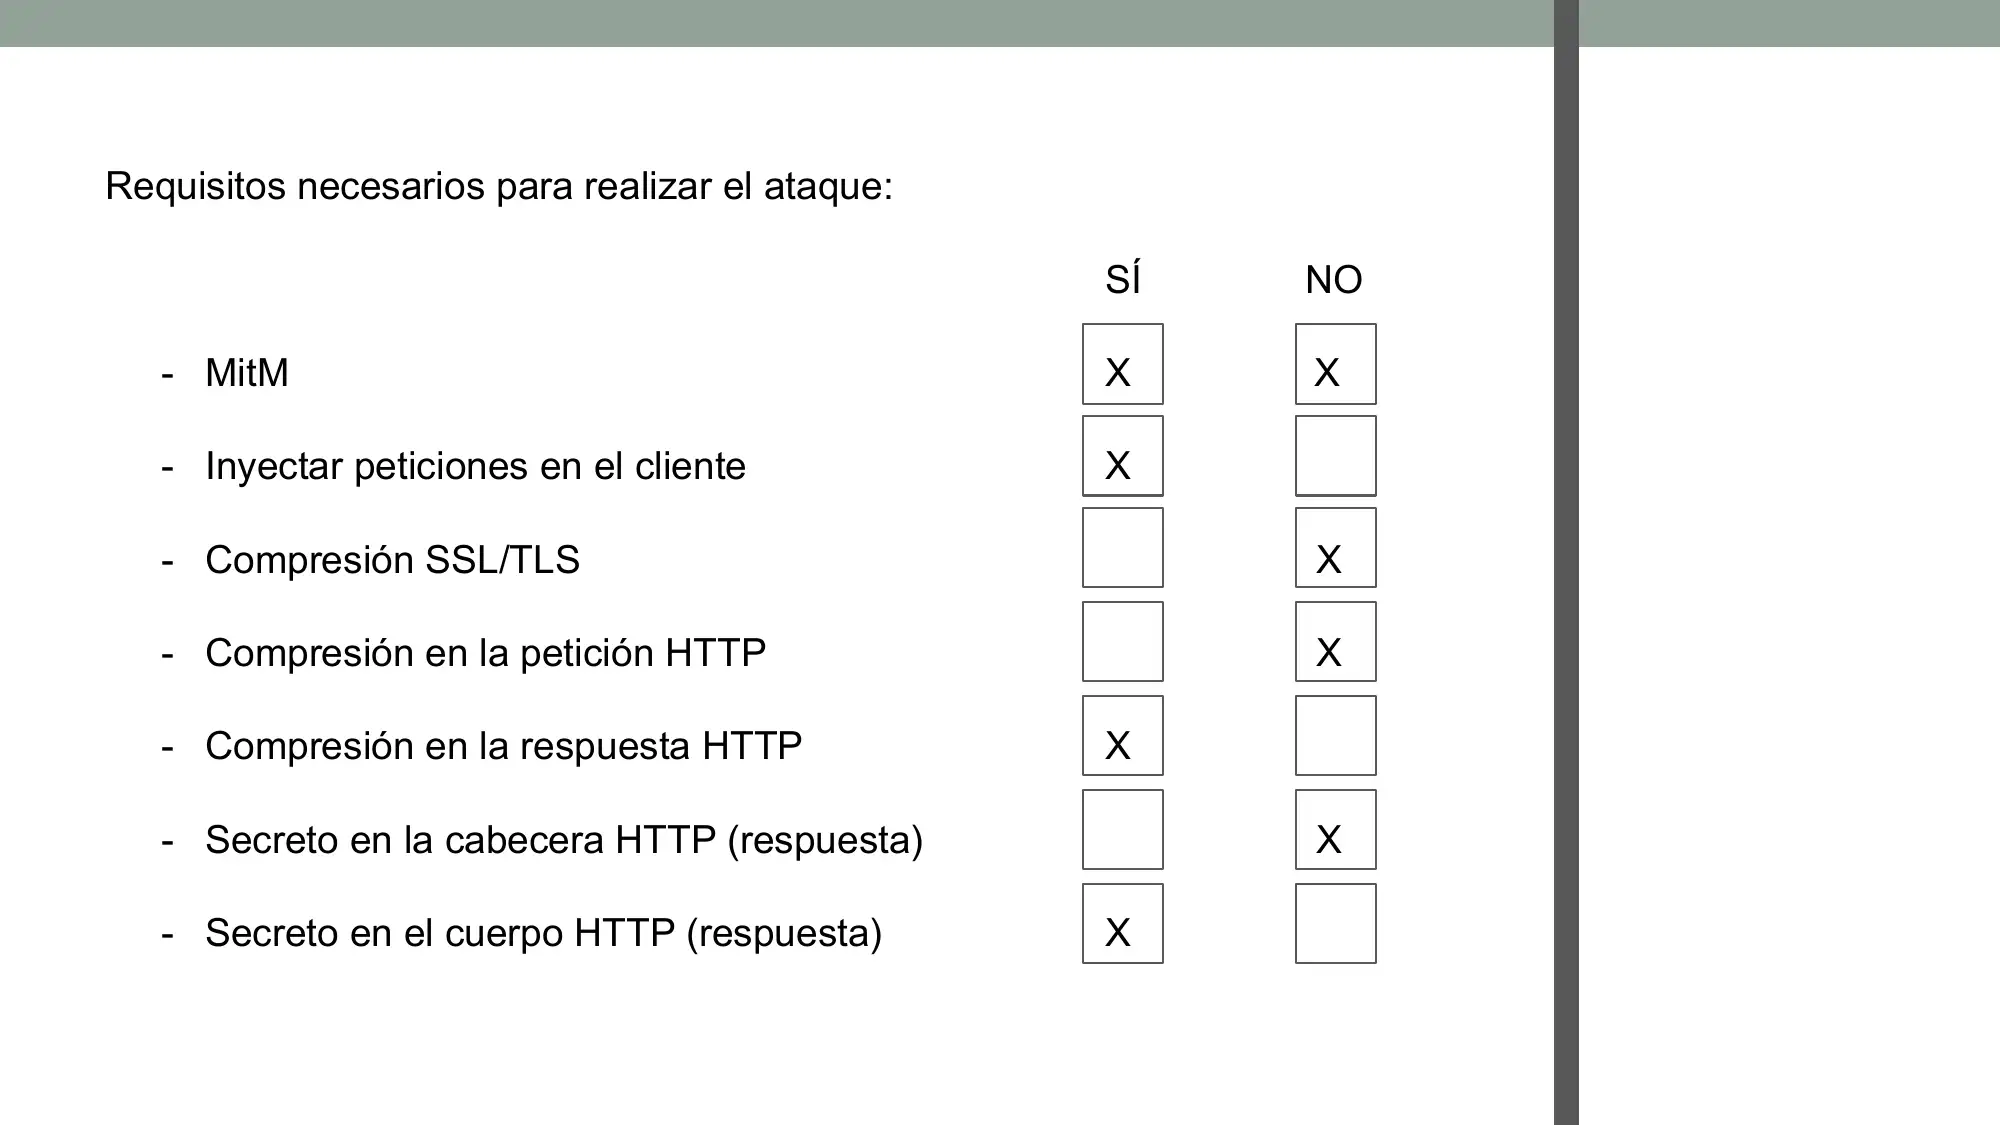 Requisitos necesarios para realizar el ataque:
SÍ NO
- MitM X X
- Inyectar peticiones en el cliente X
- Compresión SSL/TLS X
- Compresión en la petición HTTP X
- Compresión en la respuesta HTTP X
- Secreto en la cabecera HTTP (respuesta) X
- Secreto en el cuerpo HTTP (respuesta) X